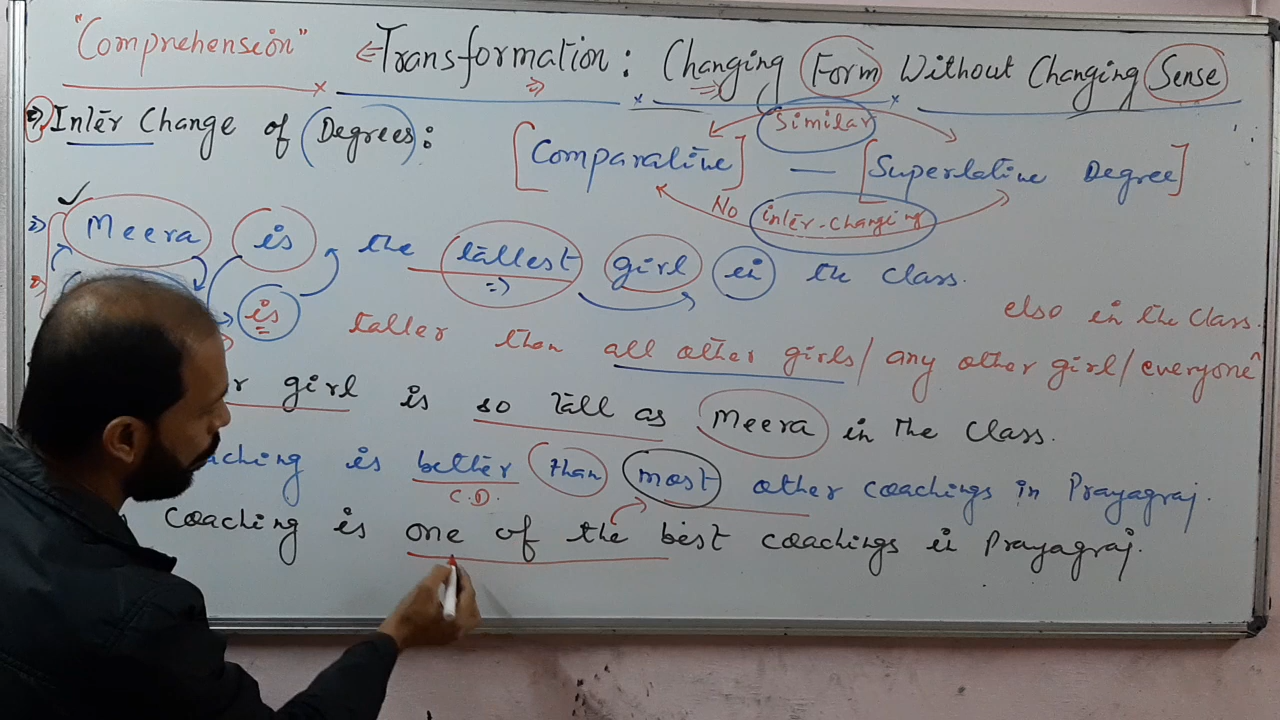 "Comprehension" Transformation: Changing Form Without Changing Sense
Inter Change of Degrees: [Comparative] — [Superlative Degree]
Similar
No inter-changing
Meera is the tallest girl in the class.
is taller than all other girls/ any other girl/ everyone
else in the class.
r girl is so tall as Meera in the class.
aching is better than most other coachings in Prayagraj.
C.D.
coaching is one of the best coachings in Prayagraj.